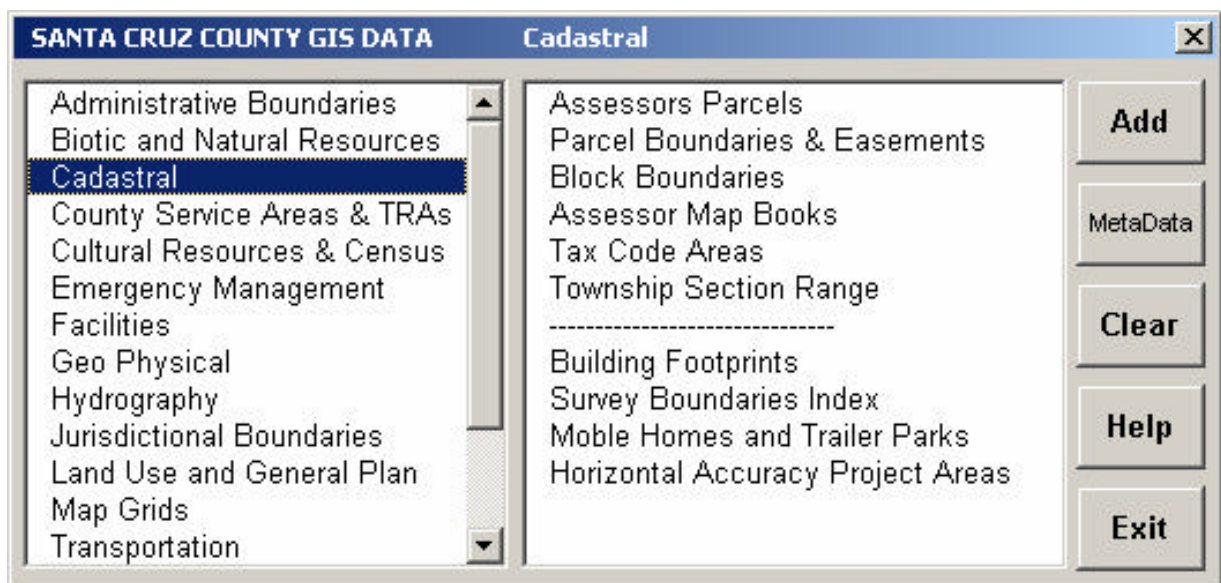 SANTA CRUZ COUNTY GIS DATA Cadastral
Administrative Boundaries
Biotic and Natural Resources
Cadastral
County Service Areas & TRAs
Cultural Resources & Census
Emergency Management
Facilities
Geo Physical
Hydrography
Jurisdictional Boundaries
Land Use and General Plan
Map Grids
Transportation
Assessors Parcels
Parcel Boundaries & Easements
Block Boundaries
Assessor Map Books
Tax Code Areas
Township Section Range
-------------------------------
Building Footprints
Survey Boundaries Index
Moble Homes and Trailer Parks
Horizontal Accuracy Project Areas
Add
MetaData
Clear
Help
Exit